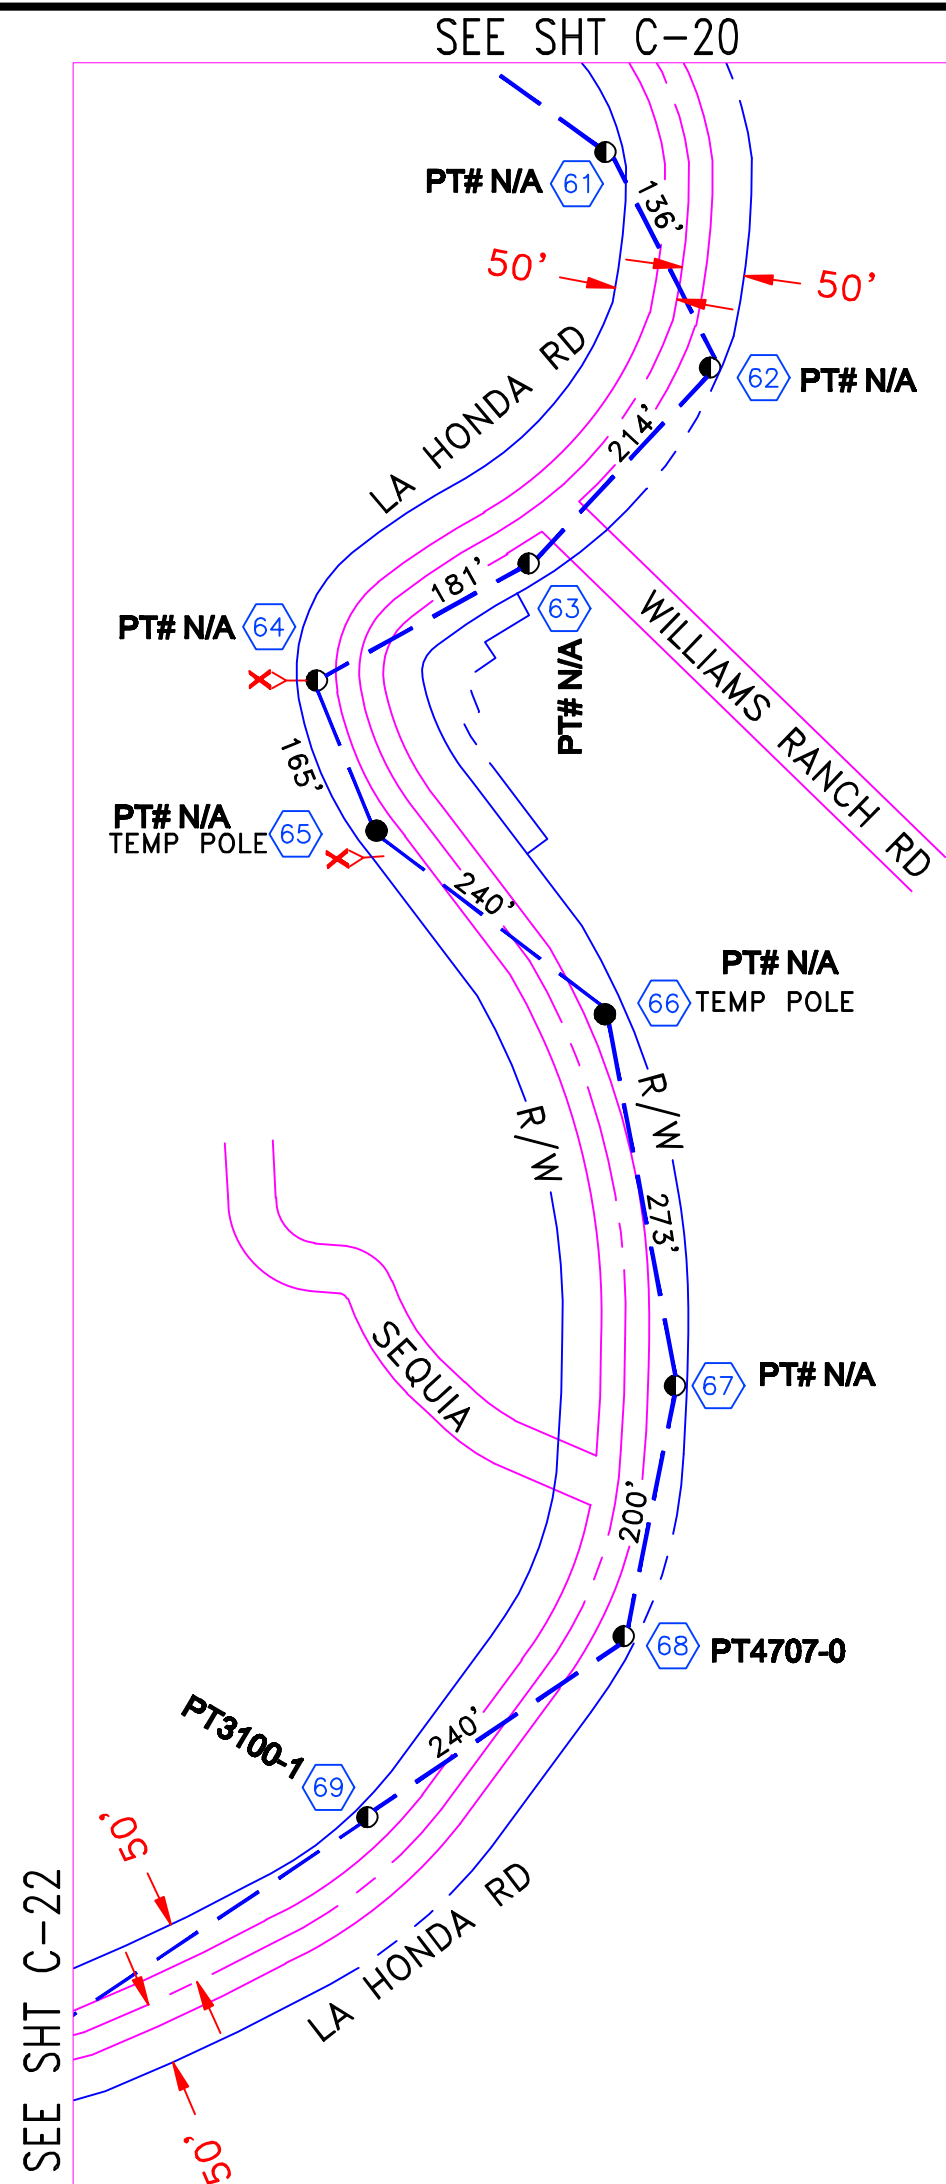 SEE SHT C-20
PT# N/A 61
136'
50'
50'
LA HONDA RD
62 PT# N/A
214'
181'
PT# N/A 64
63
PT# N/A
WILLIAMS RANCH RD
165'
PT# N/A
TEMP POLE 65
240'
PT# N/A
66 TEMP POLE
R/W
R/W
273'
SEQUIA
67 PT# N/A
200'
68 PT4707-0
PT3100-1
69
240'
50'
LA HONDA RD
SEE SHT C-22
50'